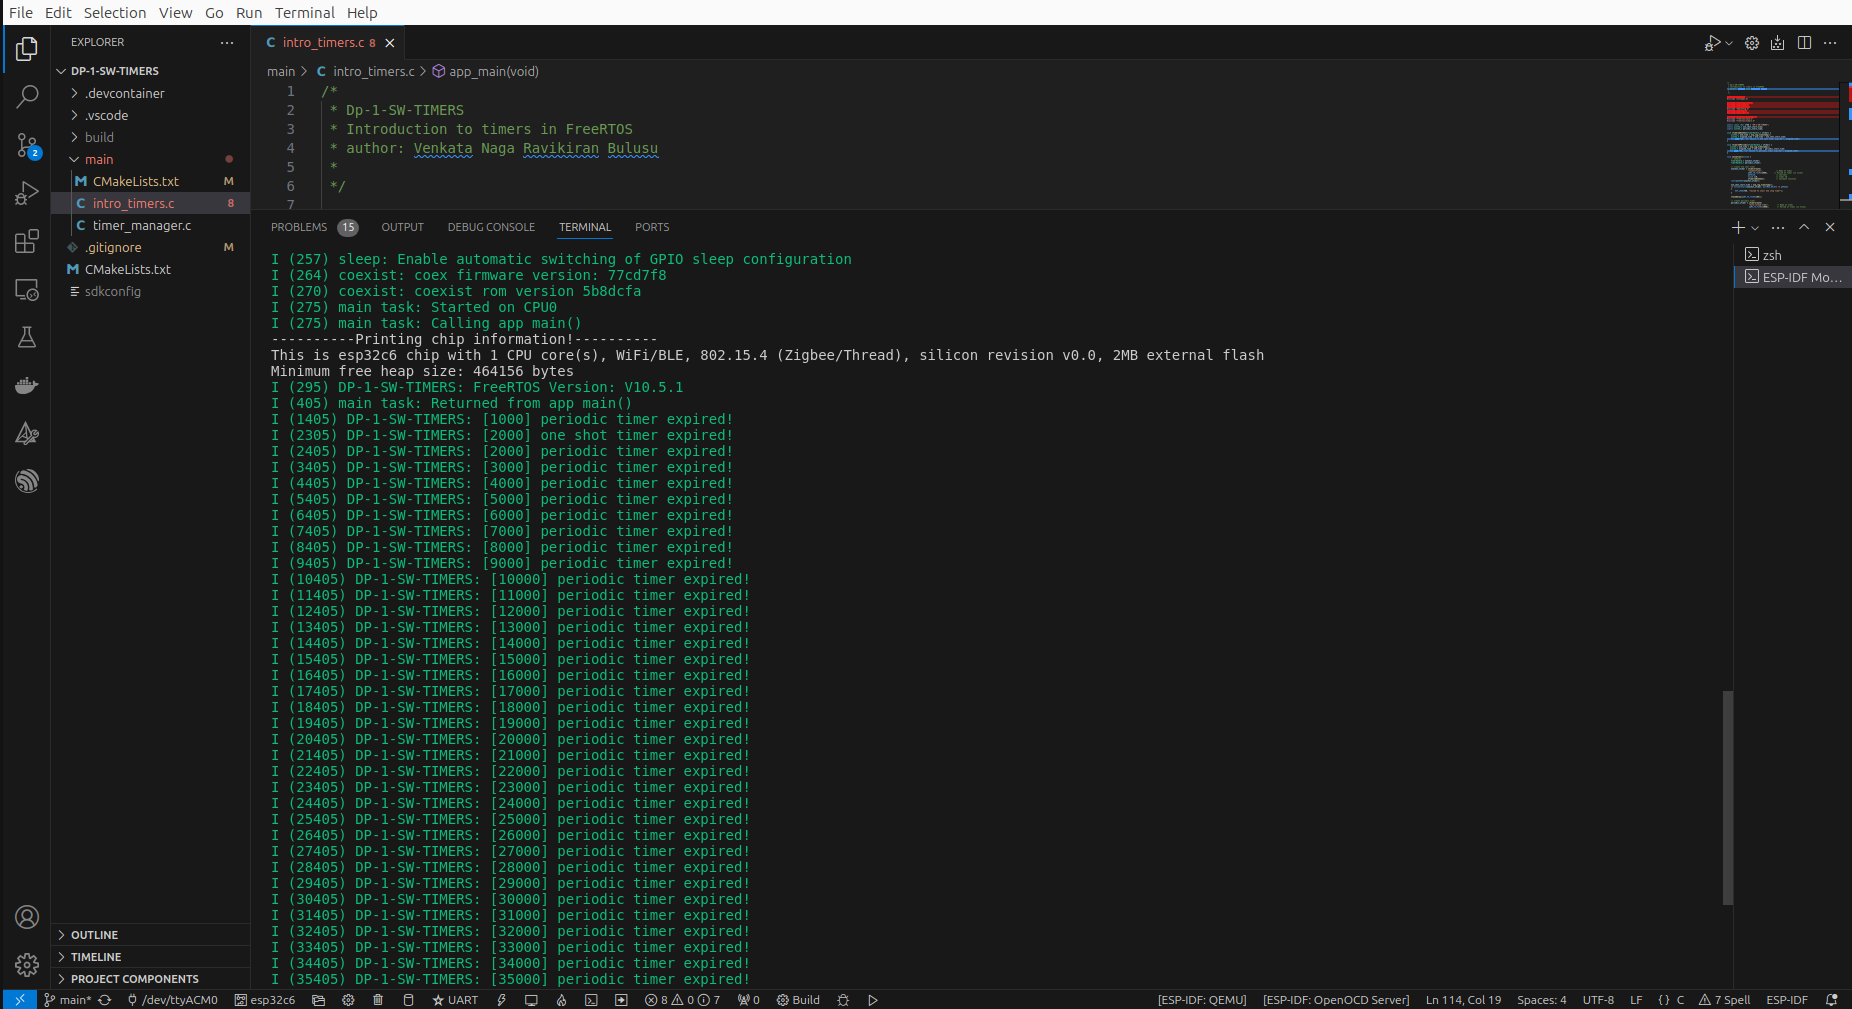 File Edit Selection View Go Run Terminal Help
EXPLORER
DP-1-SW-TIMERS
.devcontainer
.vscode
build
main
CMakeLists.txt M
intro_timers.c 8
timer_manager.c
.gitignore M
CMakeLists.txt
sdkconfig
OUTLINE
TIMELINE
PROJECT COMPONENTS
2
C intro_timers.c 8
main > C intro_timers.c > app_main(void)
1 /*
2 * Dp-1-SW-TIMERS
3 * Introduction to timers in FreeRTOS
4 * author: Venkata Naga Ravikiran Bulusu
5 *
6 */
7
PROBLEMS 15 OUTPUT DEBUG CONSOLE TERMINAL PORTS
I (257) sleep: Enable automatic switching of GPIO sleep configuration
I (264) coexist: coex firmware version: 77cd7f8
I (270) coexist: coexist rom version 5b8dcfa
I (275) main task: Started on CPU0
I (275) main task: Calling app main()
----------Printing chip information!----------
This is esp32c6 chip with 1 CPU core(s), WiFi/BLE, 802.15.4 (Zigbee/Thread), silicon revision v0.0, 2MB external flash
Minimum free heap size: 464156 bytes
I (295) DP-1-SW-TIMERS: FreeRTOS Version: V10.5.1
I (405) main task: Returned from app main()
I (1405) DP-1-SW-TIMERS: [1000] periodic timer expired!
I (2305) DP-1-SW-TIMERS: [2000] one shot timer expired!
I (2405) DP-1-SW-TIMERS: [2000] periodic timer expired!
I (3405) DP-1-SW-TIMERS: [3000] periodic timer expired!
I (4405) DP-1-SW-TIMERS: [4000] periodic timer expired!
I (5405) DP-1-SW-TIMERS: [5000] periodic timer expired!
I (6405) DP-1-SW-TIMERS: [6000] periodic timer expired!
I (7405) DP-1-SW-TIMERS: [7000] periodic timer expired!
I (8405) DP-1-SW-TIMERS: [8000] periodic timer expired!
I (9405) DP-1-SW-TIMERS: [9000] periodic timer expired!
I (10405) DP-1-SW-TIMERS: [10000] periodic timer expired!
I (11405) DP-1-SW-TIMERS: [11000] periodic timer expired!
I (12405) DP-1-SW-TIMERS: [12000] periodic timer expired!
I (13405) DP-1-SW-TIMERS: [13000] periodic timer expired!
I (14405) DP-1-SW-TIMERS: [14000] periodic timer expired!
I (15405) DP-1-SW-TIMERS: [15000] periodic timer expired!
I (16405) DP-1-SW-TIMERS: [16000] periodic timer expired!
I (17405) DP-1-SW-TIMERS: [17000] periodic timer expired!
I (18405) DP-1-SW-TIMERS: [18000] periodic timer expired!
I (19405) DP-1-SW-TIMERS: [19000] periodic timer expired!
I (20405) DP-1-SW-TIMERS: [20000] periodic timer expired!
I (21405) DP-1-SW-TIMERS: [21000] periodic timer expired!
I (22405) DP-1-SW-TIMERS: [22000] periodic timer expired!
I (23405) DP-1-SW-TIMERS: [23000] periodic timer expired!
I (24405) DP-1-SW-TIMERS: [24000] periodic timer expired!
I (25405) DP-1-SW-TIMERS: [25000] periodic timer expired!
I (26405) DP-1-SW-TIMERS: [26000] periodic timer expired!
I (27405) DP-1-SW-TIMERS: [27000] periodic timer expired!
I (28405) DP-1-SW-TIMERS: [28000] periodic timer expired!
I (29405) DP-1-SW-TIMERS: [29000] periodic timer expired!
I (30405) DP-1-SW-TIMERS: [30000] periodic timer expired!
I (31405) DP-1-SW-TIMERS: [31000] periodic timer expired!
I (32405) DP-1-SW-TIMERS: [32000] periodic timer expired!
I (33405) DP-1-SW-TIMERS: [33000] periodic timer expired!
I (34405) DP-1-SW-TIMERS: [34000] periodic timer expired!
I (35405) DP-1-SW-TIMERS: [35000] periodic timer expired!
zsh
ESP-IDF Mo...
main* /dev/ttyACM0 esp32c6 UART 8 0 7 0 Build [ESP-IDF: QEMU] [ESP-IDF: OpenOCD Server] Ln 114, Col 19 Spaces: 4 UTF-8 LF {} C 7 Spell ESP-IDF